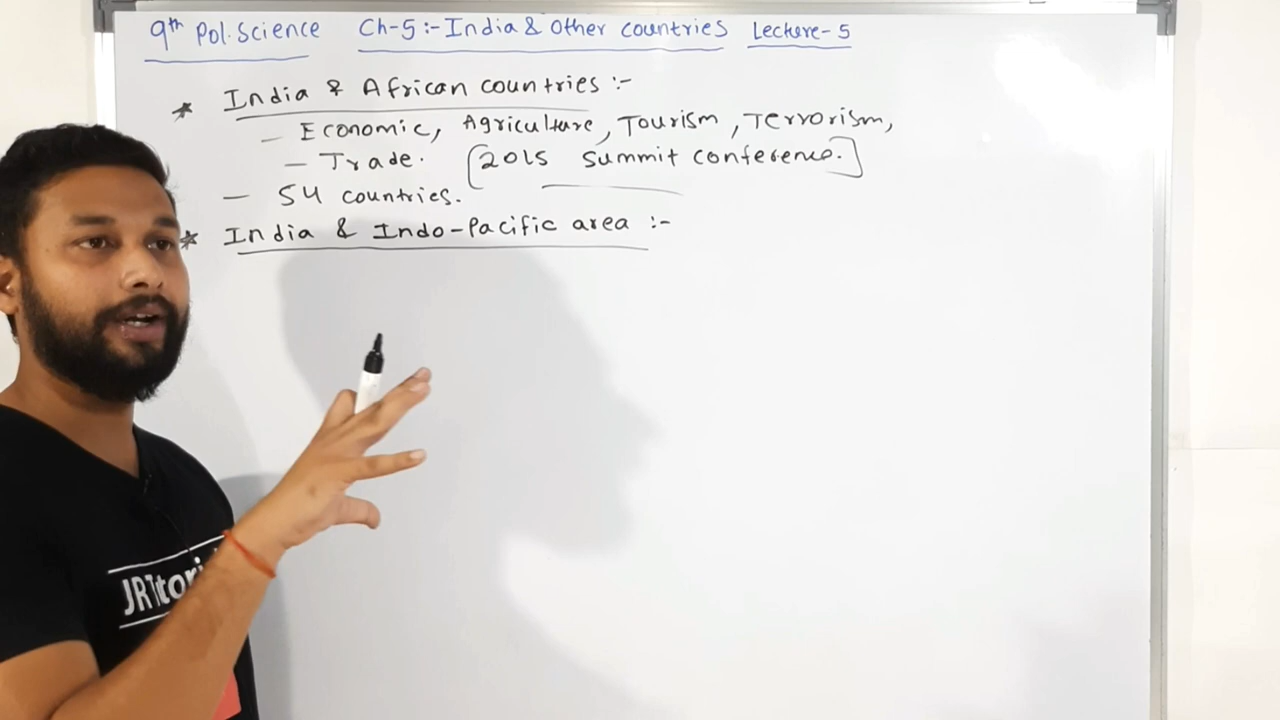 9th Pol. Science Ch-5:- India & Other countries Lecture-5
* India & African countries :-
- Economic, Agriculture, Tourism, Terrorism,
- Trade. [2015 Summit conference.]
- 54 countries.
* India & Indo-Pacific area :-